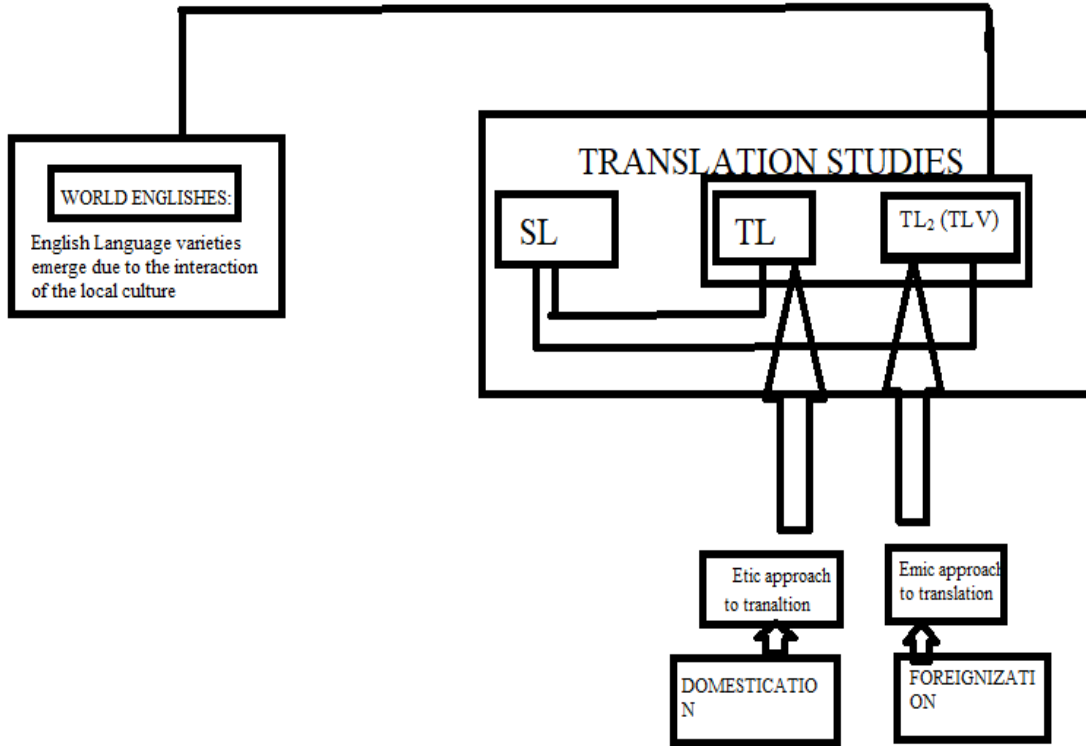 WORLD ENGLISHES:
English Language varieties
emerge due to the interaction
of the local culture
TRANSLATION STUDIES
SL
TL
TL₂ (TLV)
Etic approach
to tranaltion
Emic approach
to translation
DOMESTICATIO
N
FOREIGNIZATI
ON